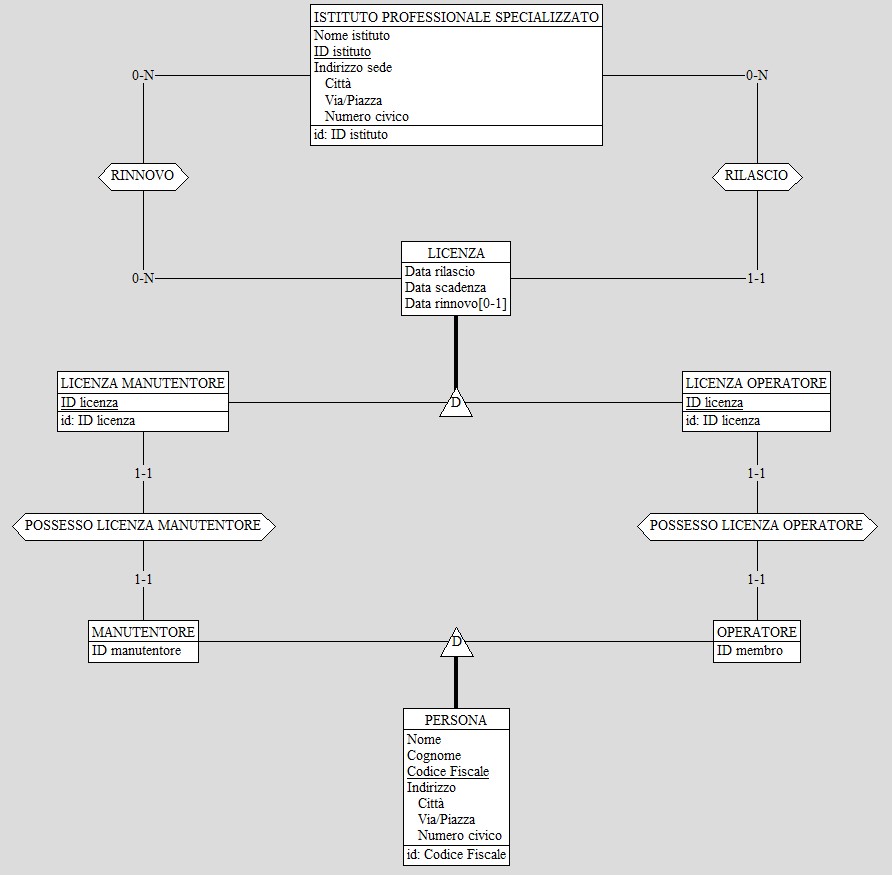 ISTITUTO PROFESSIONALE SPECIALIZZATO
Nome istituto
ID istituto
Indirizzo sede
Città
Via/Piazza
Numero civico
id: ID istituto
0-N
0-N
RINNOVO
RILASCIO
LICENZA
Data rilascio
Data scadenza
Data rinnovo[0-1]
0-N
1-1
LICENZA MANUTENTORE
ID licenza
id: ID licenza
D
LICENZA OPERATORE
ID licenza
id: ID licenza
1-1
1-1
POSSESSO LICENZA MANUTENTORE
POSSESSO LICENZA OPERATORE
1-1
1-1
MANUTENTORE
ID manutentore
D
OPERATORE
ID membro
PERSONA
Nome
Cognome
Codice Fiscale
Indirizzo
Città
Via/Piazza
Numero civico
id: Codice Fiscale